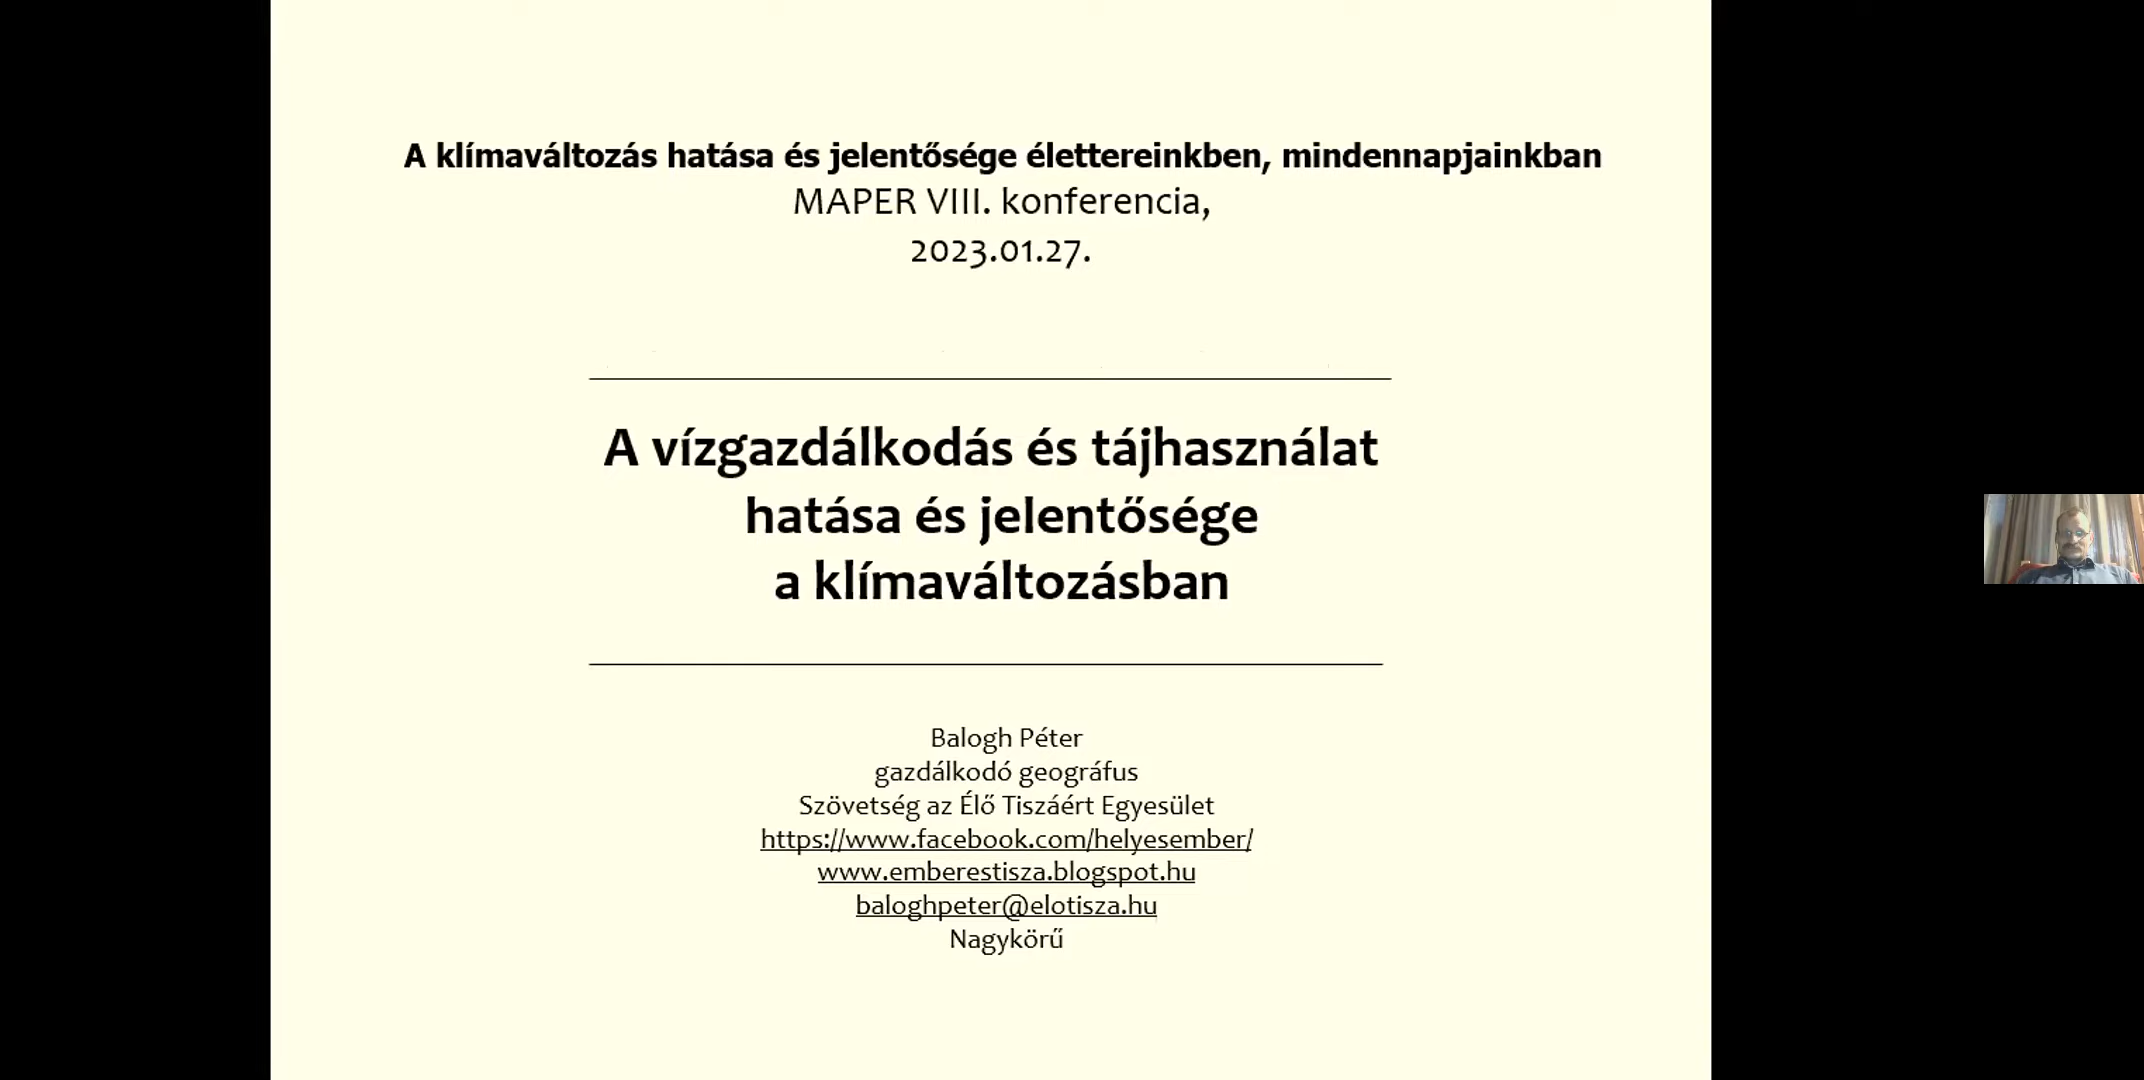 A klímaváltozás hatása és jelentősége élettereinkben, mindennapjainkban
MAPER VIII. konferencia,
2023.01.27.
A vízgazdálkodás és tájhasználat
hatása és jelentősége
a klímaváltozásban
Balogh Péter
gazdálkodó geográfus
Szövetség az Élő Tiszáért Egyesület
https://www.facebook.com/helyesember/
www.emberestisza.blogspot.hu
baloghpeter@elotisza.hu
Nagykörű